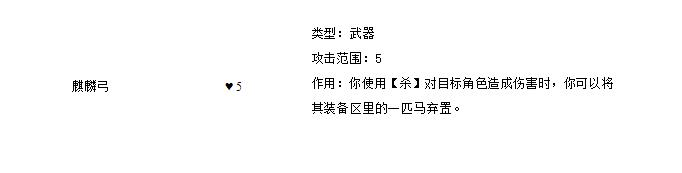 类型：武器
攻击范围：5
麒麟弓 ♥5 作用：你使用【杀】对目标角色造成伤害时，你可以将
其装备区里的一匹马弃置。